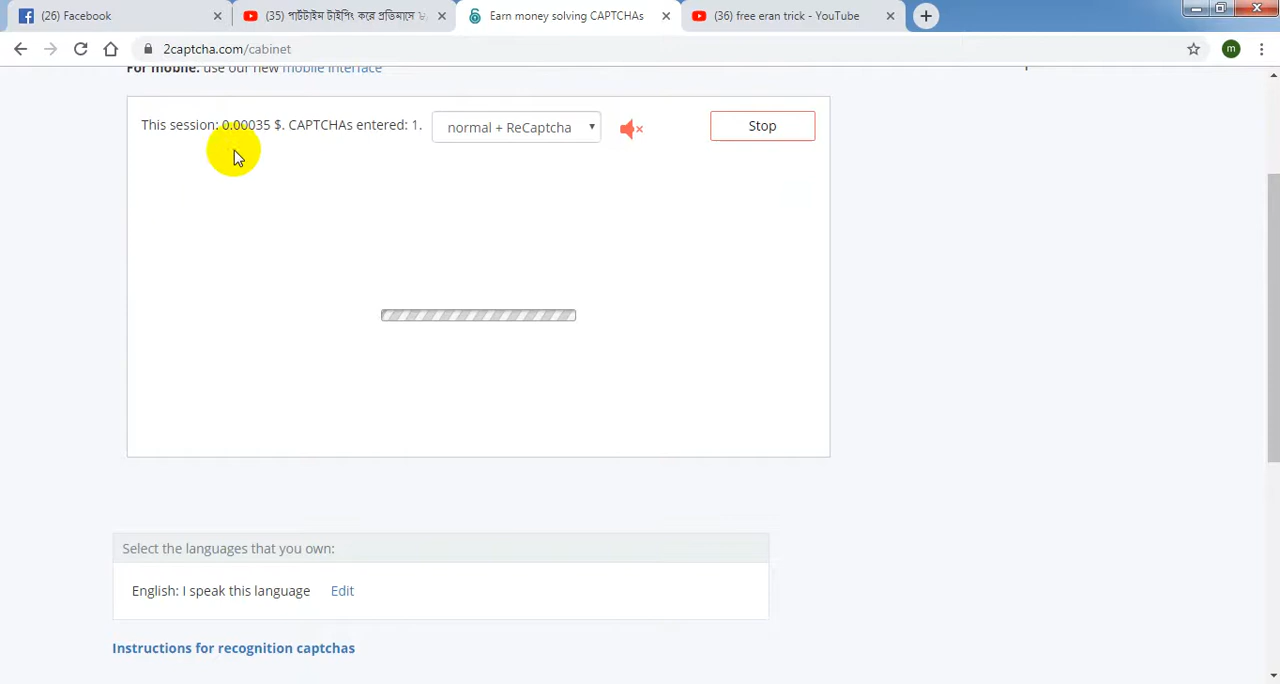 (26) Facebook
(35) পার্টটাইম টাইপিং করে প্রতিমাসে
Earn money solving CAPTCHAs
(36) free eran trick - YouTube
2captcha.com/cabinet
m
For mobile: use our new mobile interface
This session: 0.00035 $. CAPTCHAs entered: 1.
normal + ReCaptcha
Stop
Select the languages that you own:
English: I speak this language Edit
Instructions for recognition captchas